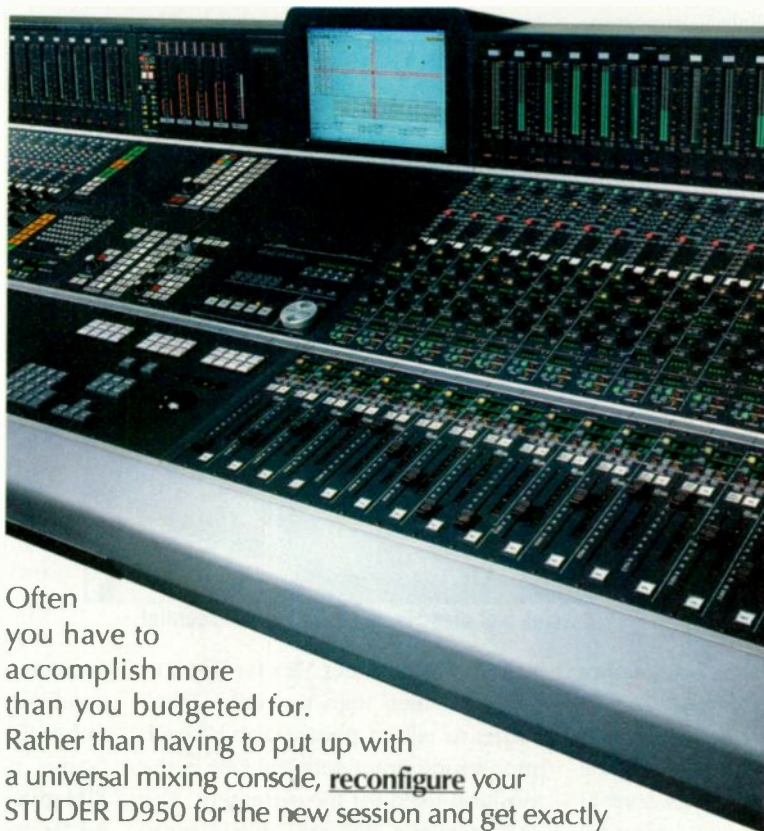 Often
you have to
accomplish more
than you budgeted for.
Rather than having to put up with
a universal mixing console, reconfigure your
STUDER D950 for the new session and get exactly